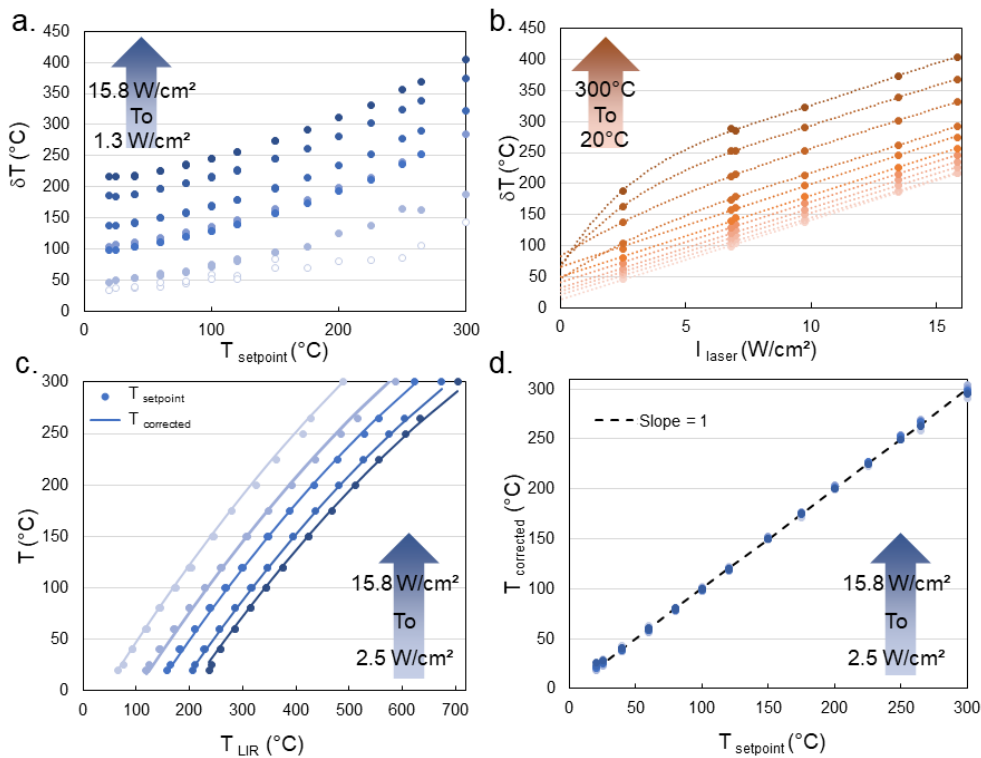 a.
450
400
350
300
250
200
150
100
50
0
δT (°C)
15.8 W/cm²
To
1.3 W/cm²
0
100
200
300
T setpoint (°C)
b.
450
400
350
300
250
200
150
100
50
0
δT (°C)
300°C
To
20°C
0
5
10
15
I laser (W/cm²)
c.
300
250
200
150
100
50
0
T (°C)
T setpoint
T corrected
15.8 W/cm²
To
2.5 W/cm²
0
100
200
300
400
500
600
700
T LIR (°C)
d.
300
250
200
150
100
50
0
T corrected (°C)
Slope = 1
15.8 W/cm²
To
2.5 W/cm²
0
50
100
150
200
250
300
T setpoint (°C)